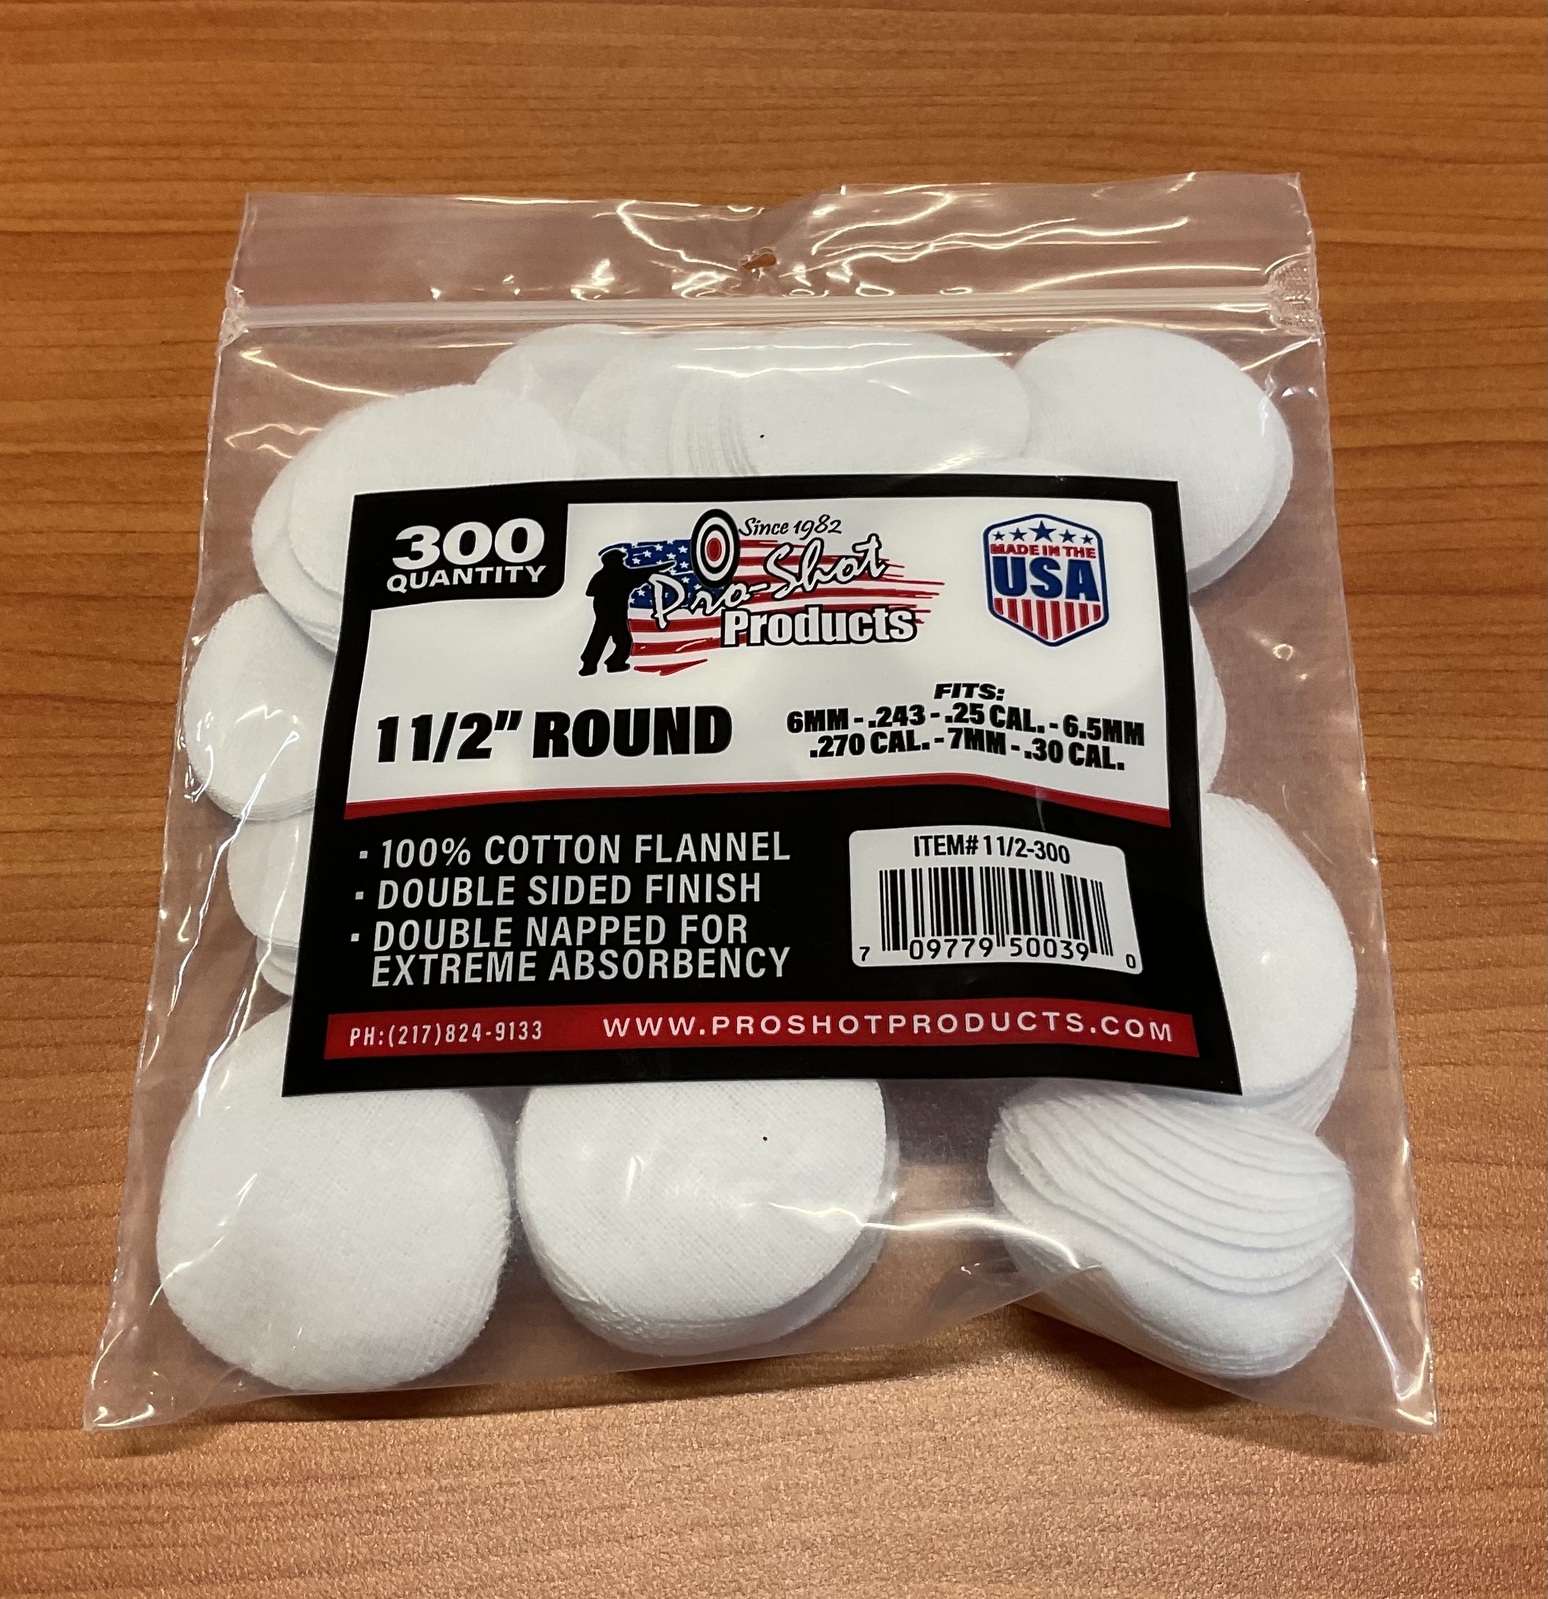 300
QUANTITY
Since 1982
Pro-Shot
Products
MADE IN THE
USA
1 1/2" ROUND
FITS:
6MM - .243 - .25 CAL. - 6.5MM
.270 CAL. - 7MM - .30 CAL.
▪ 100% COTTON FLANNEL
▪ DOUBLE SIDED FINISH
▪ DOUBLE NAPPED FOR
EXTREME ABSORBENCY
ITEM# 11/2-300
7 09779 50039 0
PH:(217)824-9133
WWW.PROSHOTPRODUCTS.COM